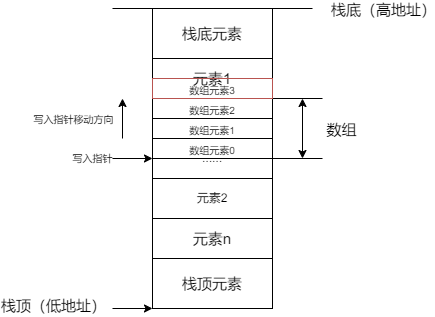 栈底（高地址）
栈底元素
元素1
数组元素3
数组元素2
写入指针移动方向
数组元素1
数组
数组元素0
写入指针
......
元素2
元素n
栈顶元素
栈顶（低地址）